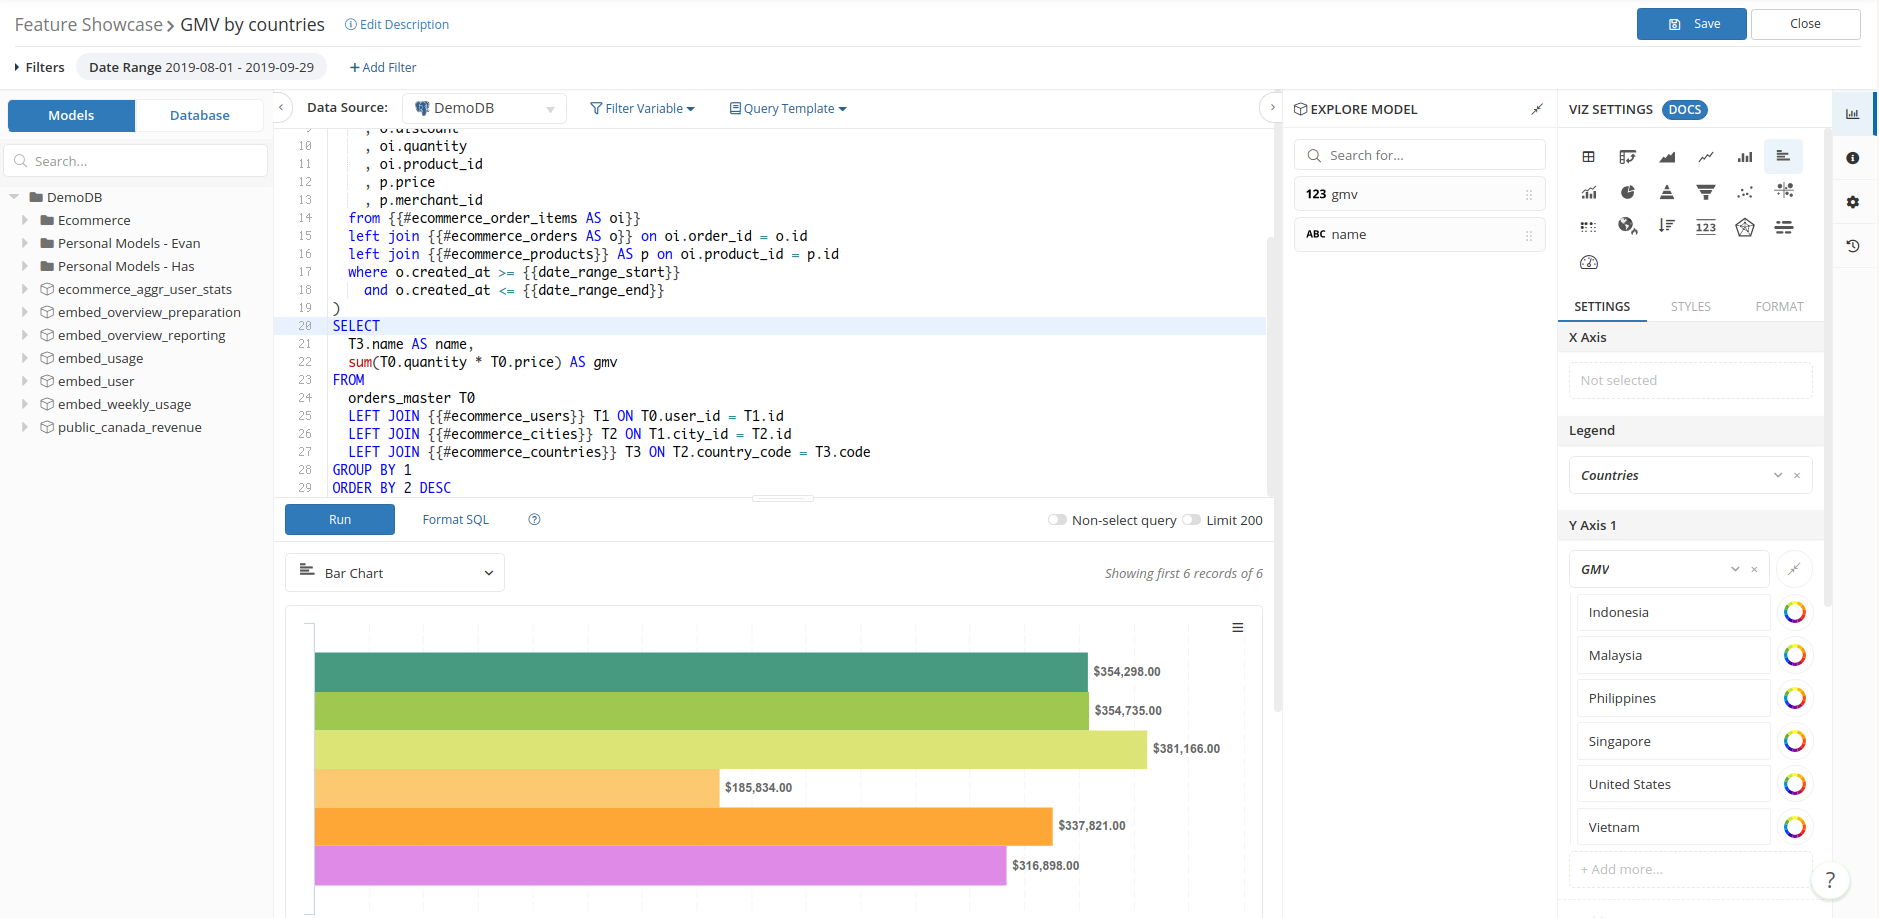 Feature Showcase > GMV by countries
Edit Description
Save
Close
Filters
Date Range 2019-08-01 - 2019-09-29
+ Add Filter
Models
Database
Search...
DemoDB
Ecommerce
Personal Models - Evan
Personal Models - Has
ecommerce_aggr_user_stats
embed_overview_preparation
embed_overview_reporting
embed_usage
embed_user
embed_weekly_usage
public_canada_revenue
Data Source:
DemoDB
Filter Variable
Query Template
9 , o.discount
10 , oi.quantity
11 , oi.product_id
12 , p.price
13 , p.merchant_id
14 from {{#ecommerce_order_items AS oi}}
15 left join {{#ecommerce_orders AS o}} on oi.order_id = o.id
16 left join {{#ecommerce_products}} AS p on oi.product_id = p.id
17 where o.created_at >= {{date_range_start}}
18 and o.created_at <= {{date_range_end}}
19 )
20 SELECT
21 T3.name AS name,
22 sum(T0.quantity * T0.price) AS gmv
23 FROM
24 orders_master T0
25 LEFT JOIN {{#ecommerce_users}} T1 ON T0.user_id = T1.id
26 LEFT JOIN {{#ecommerce_cities}} T2 ON T1.city_id = T2.id
27 LEFT JOIN {{#ecommerce_countries}} T3 ON T2.country_code = T3.code
28 GROUP BY 1
29 ORDER BY 2 DESC
Run
Format SQL
Non-select query
Limit 200
Bar Chart
Showing first 6 records of 6
$354,298.00
$354,735.00
$381,166.00
$185,834.00
$337,821.00
$316,898.00
EXPLORE MODEL
Search for...
123 gmv
ABC name
VIZ SETTINGS
DOCS
123
SETTINGS
STYLES
FORMAT
X Axis
Not selected
Legend
Countries
Y Axis 1
GMV
Indonesia
Malaysia
Philippines
Singapore
United States
Vietnam
+ Add more...
?